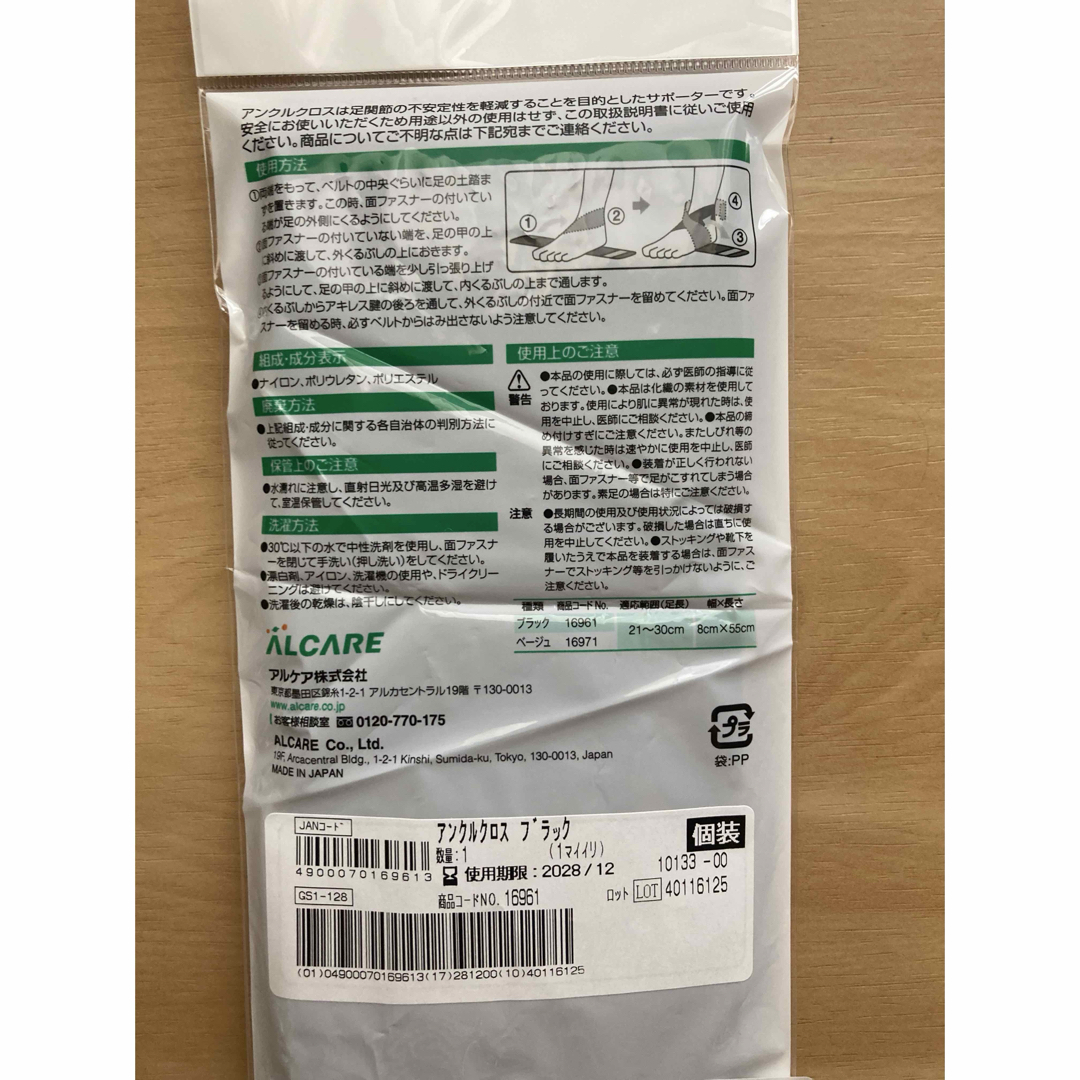 アンクルクロスは足関節の不安定性を軽減することを目的としたサポーターです。
安全にお使いいただくため用途以外の使用はせず、この取扱説明書に従いご使用
ください。商品についてご不明な点は下記宛までご連絡ください。
使用方法
①両端をもって、ベルトの中央ぐらいに足の土踏ま
ずを置きます。この時、面ファスナーの付いてい
る端が足の外側にくるようにしてください。
面ファスナーの付いていない端を、足の甲の上
に斜めに渡して、外くるぶしの上におきます。
面ファスナーの付いている端を少し引っ張り上げ
るようにして、足の甲の上に斜めに渡して、内くるぶしの上まで通します。
くるぶしからアキレス腱の後ろを通して、外くるぶしの付近で面ファスナーを留めてください。面ファ
スナーを留める時、必ずベルトからはみ出さないよう注意してください。
① ② ③ ④
組成・成分表示
●ナイロン、ポリウレタン、ポリエステル
廃棄方法
●上記組成・成分に関する各自治体の判別方法に
従ってください。
保管上のご注意
●水濡れに注意し、直射日光及び高温多湿を避け
て、室温保管してください。
洗濯方法
●30℃以下の水で中性洗剤を使用し、面ファスナ
ーを閉じて手洗い(押し洗い)をしてください。
●漂白剤、アイロン、洗濯機の使用や、ドライクリー
ニングは避けてください。
●洗濯後の乾燥は、陰干しにしてください。
使用上のご注意
警告
●本品の使用に際しては、必ず医師の指導に従
ってください。●本品は化繊の素材を使用して
おります。使用により肌に異常が現れた時は、使
用を中止し、医師にご相談ください。●本品の締
め付けすぎにご注意ください。またしびれ等の
異常を感じた時は速やかに使用を中止し、医師
にご相談ください。●装着が正しく行われない
場合、面ファスナー等で足がこすれてしまう場合
があります。素足の場合は特にご注意ください。
注意
●長期間の使用及び使用状況によっては破損す
る場合がございます。破損した場合は直ちに使
用を中止してください。●ストッキングや靴下を
履いたうえで本品を装着する場合は、面ファス
ナーでストッキング等を引っかけないように、ご
注意ください。
種類 商品コードNo. 適応範囲(足長) 幅×長さ
ブラック 16961 21〜30cm 8cm×55cm
ベージュ 16971
ALCARE
アルケア株式会社
東京都墨田区錦糸1-2-1 アルカセントラル19階 〒130-0013
www.alcare.co.jp
お客様相談室 0120-770-175
ALCARE Co., Ltd.
19F, Arcacentral Bldg., 1-2-1 Kinshi, Sumida-ku, Tokyo, 130-0013, Japan
MADE IN JAPAN
プラ
袋:PP
JANコード
アンクルクロス ブラック
個装
数量:1 (1マイイリ)
4900070169613
使用期限:2028/12
10133-00
GS1-128
商品コードNO. 16961
ロット LOT 40116125
(01)04900070169613(17)281200(10)40116125